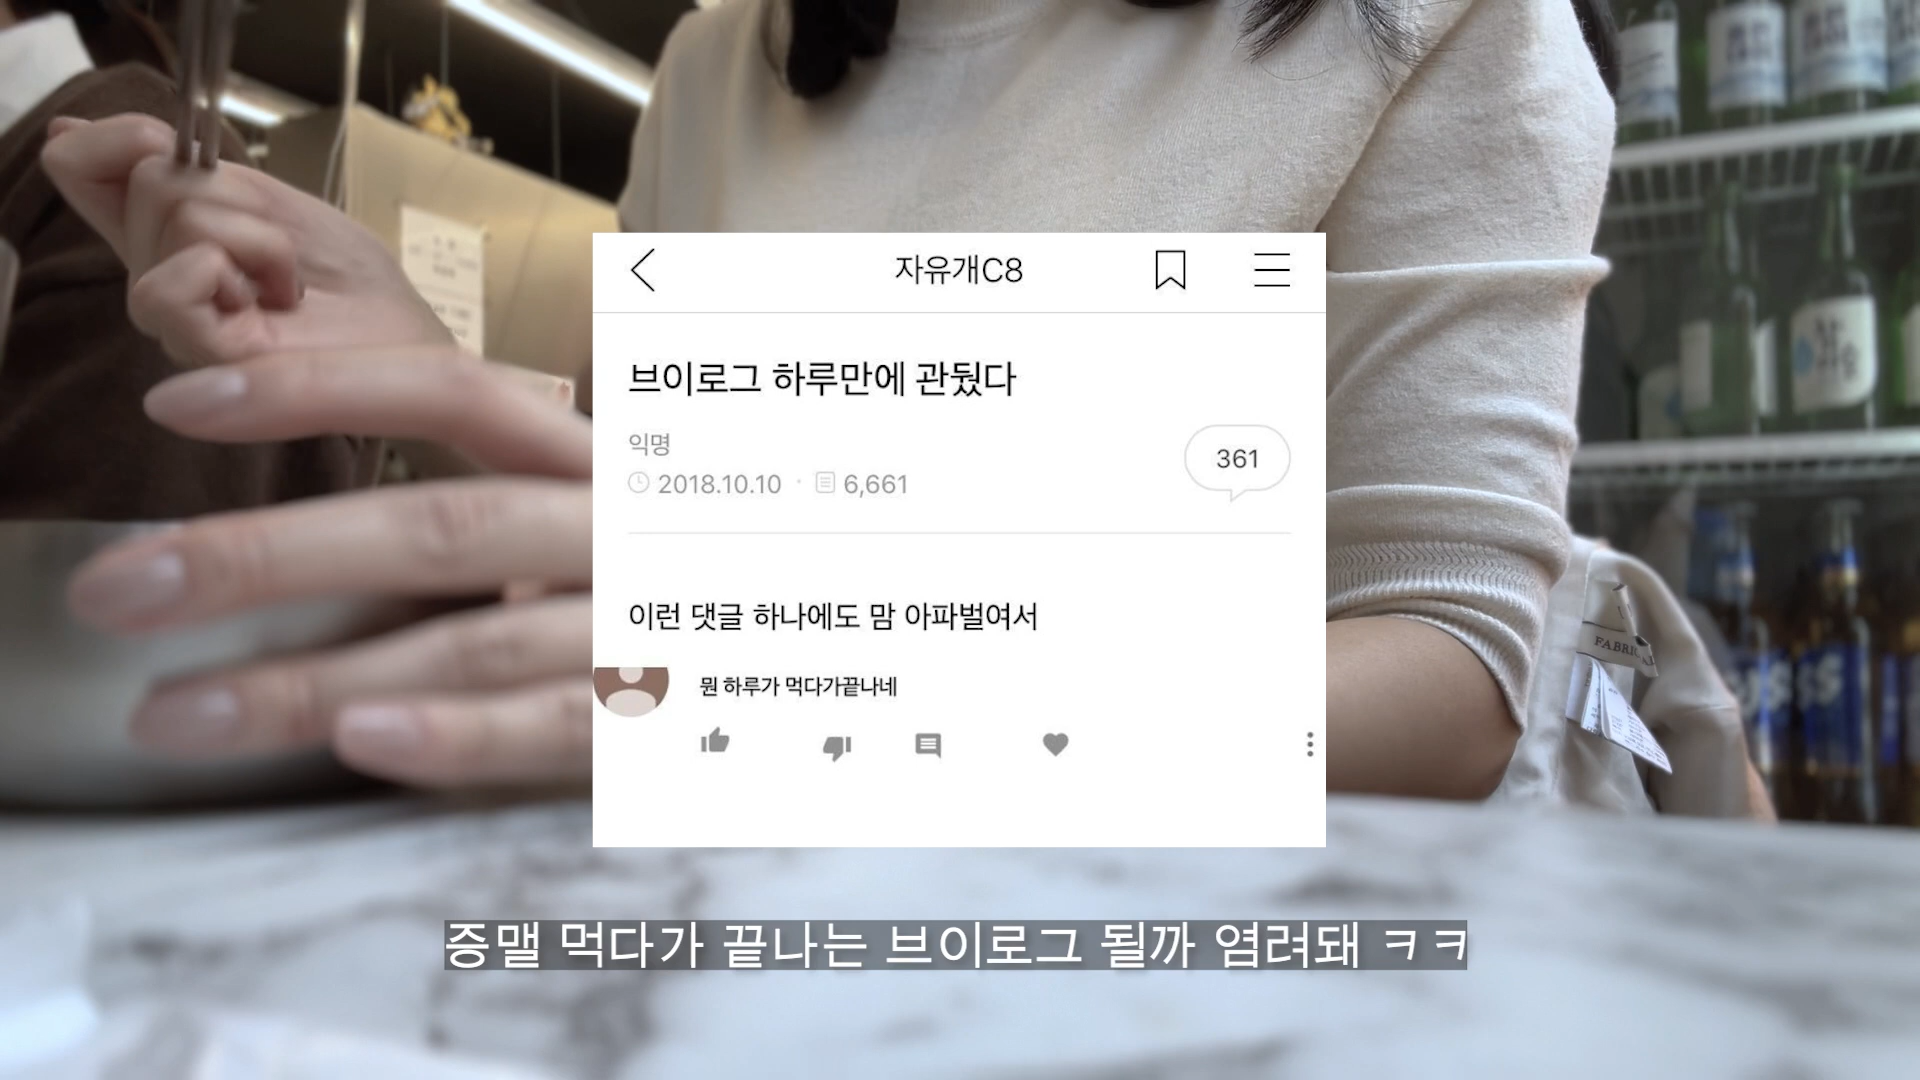 자유개C8
브이로그 하루만에 관뒀다
익명
361
2018.10.10 · 6,661
이런 댓글 하나에도 맘 아파벌여서
뭔 하루가 먹다가끝나네
FABRIC
증맬 먹다가 끝나는 브이로그 될까 염려돼 ㅋㅋ